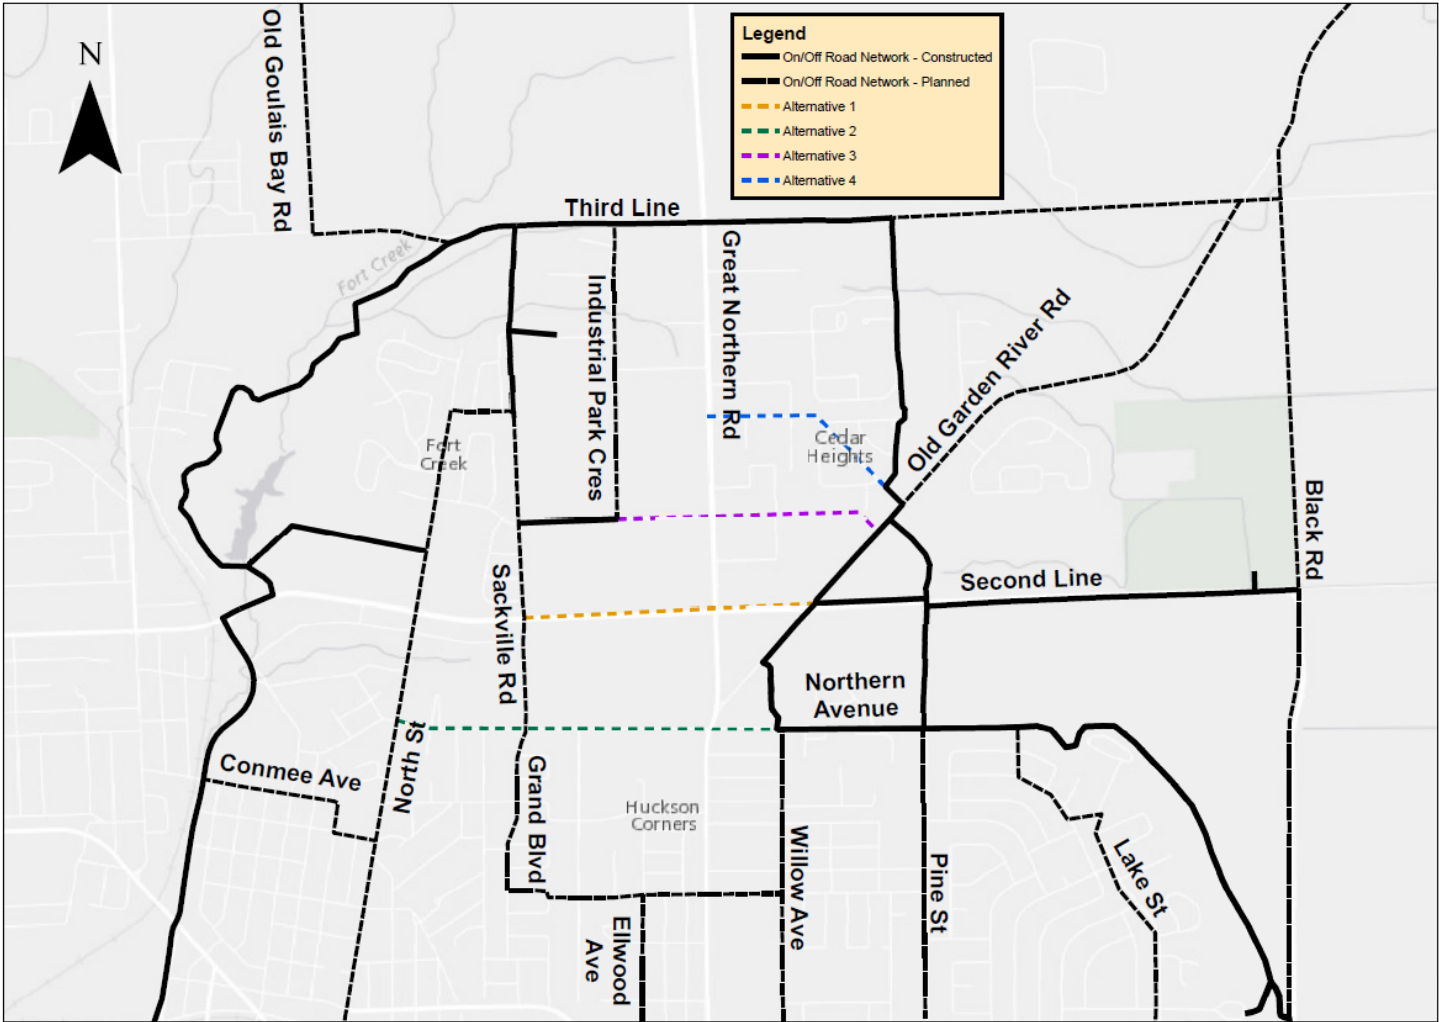 Old Goulais Bay Rd
N
Legend
On/Off Road Network - Constructed
On/Off Road Network - Planned
Alternative 1
Alternative 2
Alternative 3
Alternative 4
Third Line
Fort Creek
Industrial Park Cres
Great Northern Rd
Old Garden River Rd
Fort
Creek
Cedar
Heights
Black Rd
Sackville Rd
Second Line
Northern
Avenue
North St
Conmee Ave
Grand Blvd
Huckson
Corners
Willow Ave
Pine St
Lake St
Ellwood
Ave